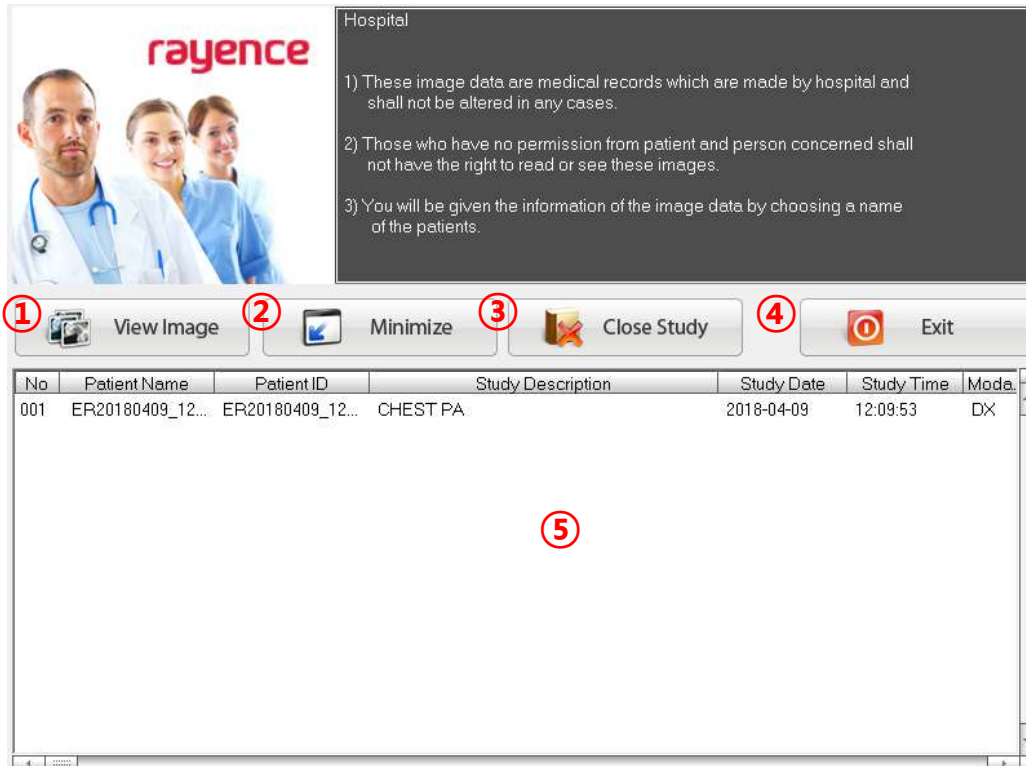 rayence
Hospital
1) These image data are medical records which are made by hospital and
shall not be altered in any cases.
2) Those who have no permission from patient and person concerned shall
not have the right to read or see these images.
3) You will be given the information of the image data by choosing a name
of the patients.
① View Image ② Minimize ③ Close Study ④ Exit
No Patient Name Patient ID Study Description Study Date Study Time Moda.
001 ER20180409_12... ER20180409_12... CHEST PA 2018-04-09 12:09:53 DX
⑤